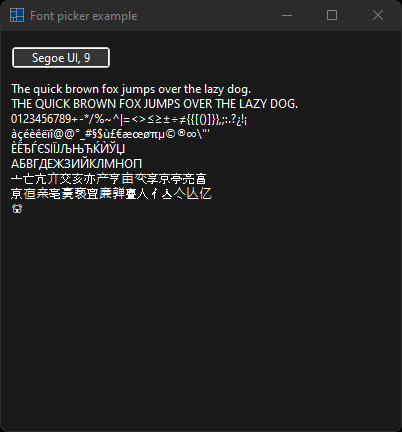 Font picker example
Segoe UI, 9
The quick brown fox jumps over the lazy dog.
THE QUICK BROWN FOX JUMPS OVER THE LAZY DOG.
0123456789+-*/%~^|=<>≤≥±÷≠{{[()]}},;:.?¿!¡
àçéèêëïî@@°_#§$ù£€æœøπµ©®∞\"'
ЀЁЂЃЄЅІЇЈЉЊЋЌЍЎЏ
АБВГДЕЖЗИЙКЛМНОП
亠亡亢亣交亥亦产亨亩亪享京亭亮亯
亰亱亲亳亴亵亶亷亸亹人亻亼亽亾亿